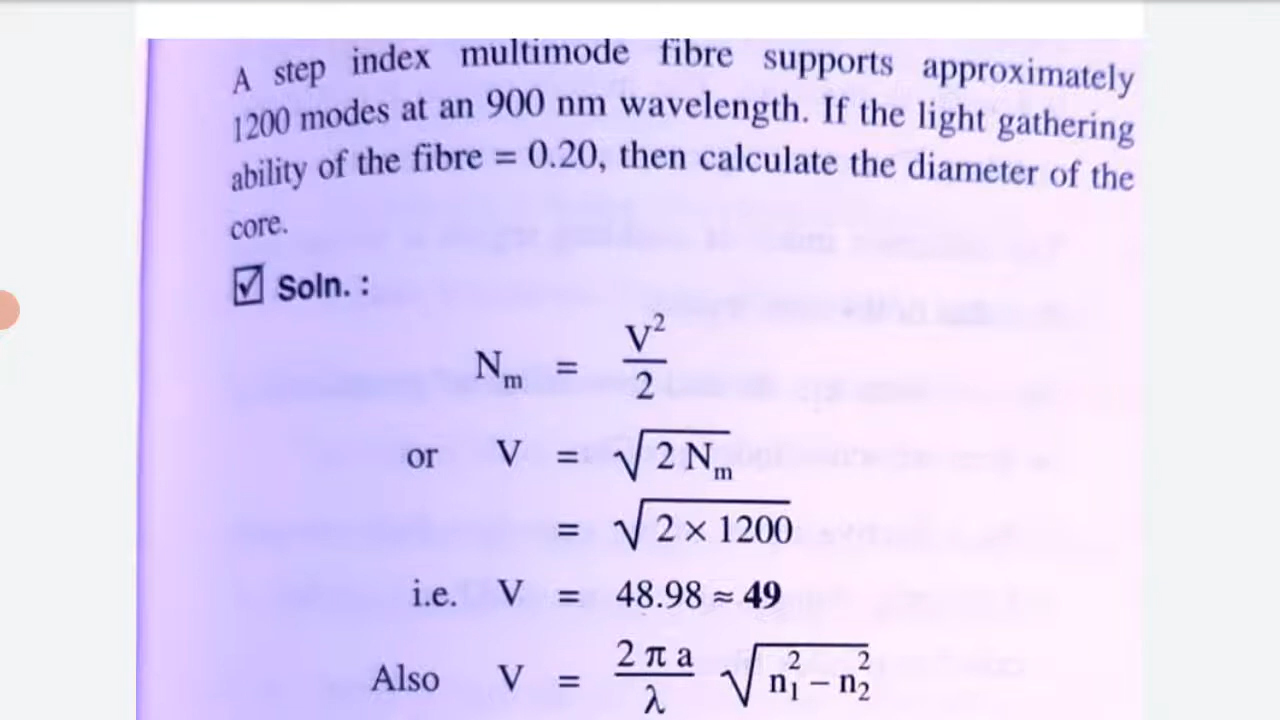 A step index multimode fibre supports approximately
1200 modes at an 900 nm wavelength. If the light gathering
ability of the fibre = 0.20, then calculate the diameter of the
core.
☑ Soln. :
Nₘ = V²/2
or V = √(2 Nₘ)
= √(2 × 1200)
i.e. V = 48.98 ≈ 49
Also V = (2 π a)/λ √(n₁² – n₂²)